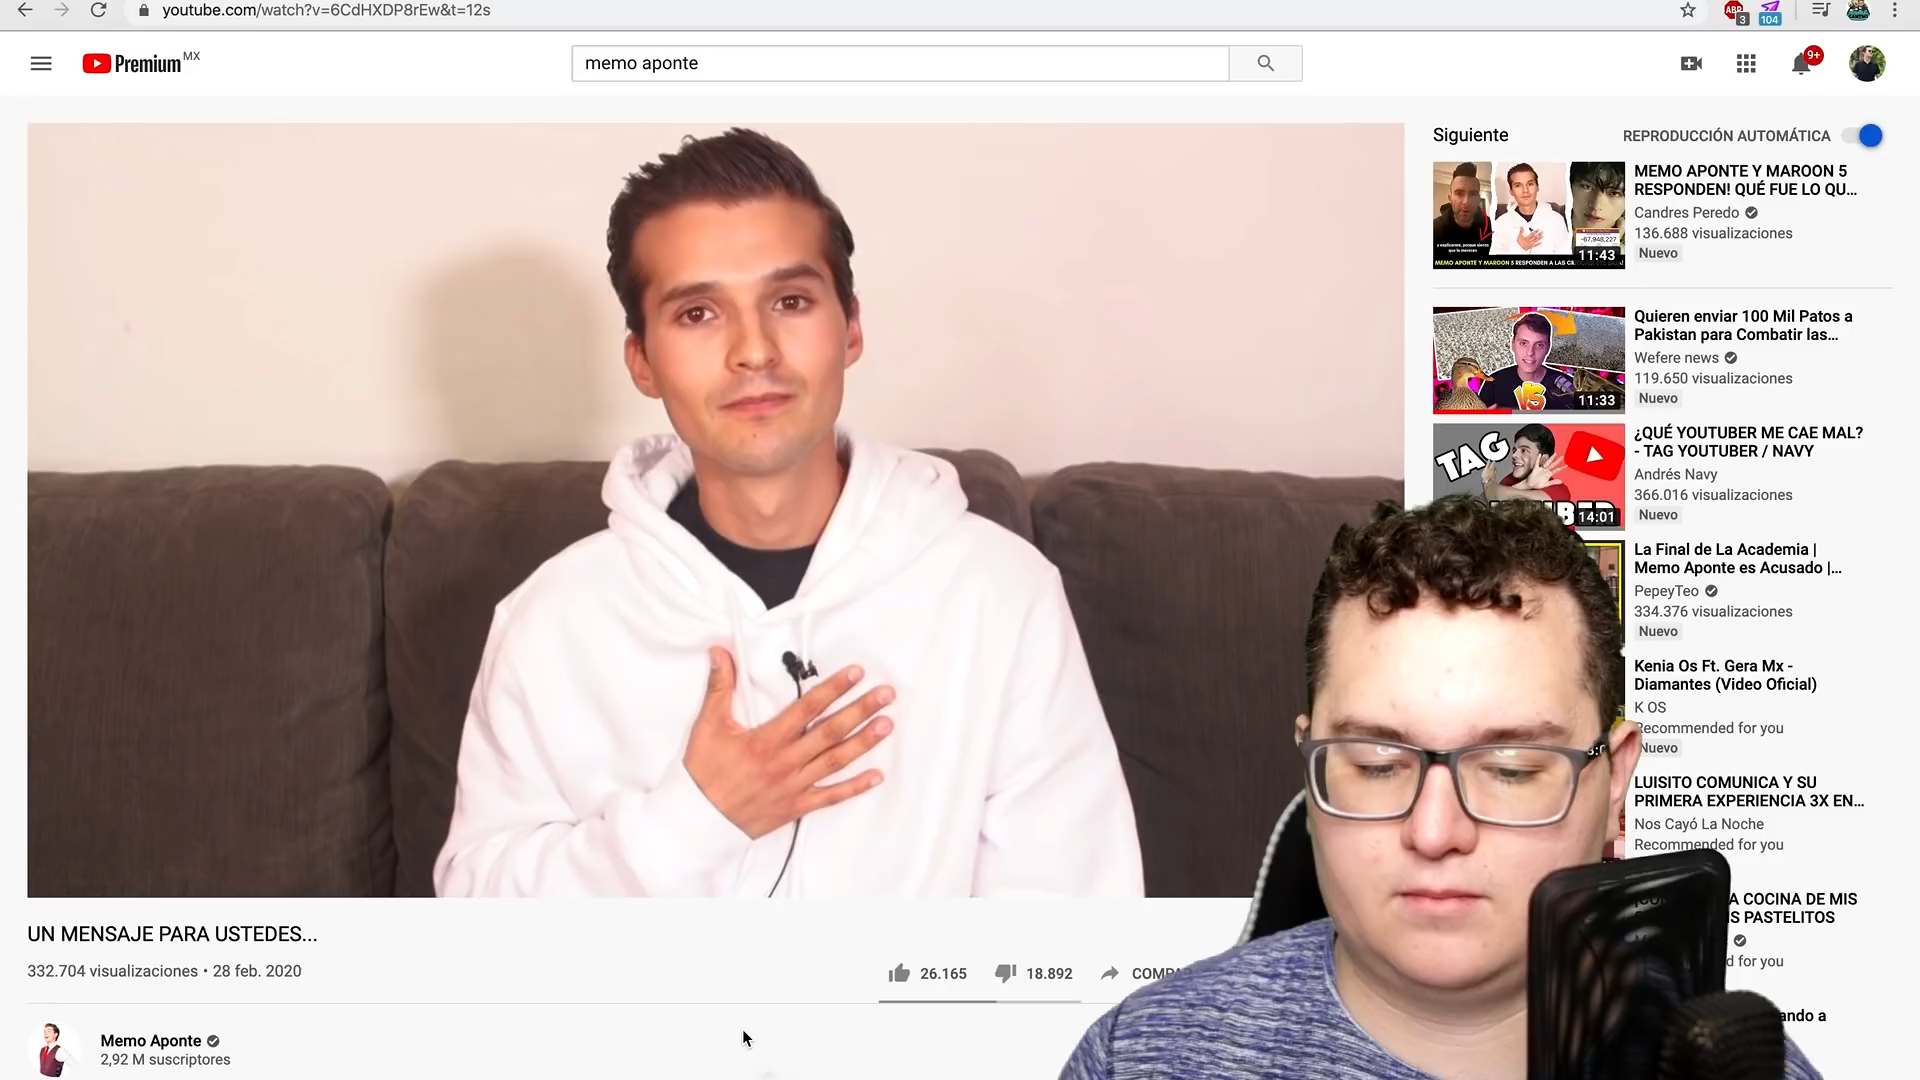 youtube.com/watch?v=6CdHXDP8rEw&t=12s
3
104
Premium MX
memo aponte
9+
Siguiente
REPRODUCCIÓN AUTOMÁTICA
11:43
MEMO APONTE Y MAROON 5
RESPONDEN! QUÉ FUE LO QU...
Candres Peredo
136.688 visualizaciones
Nuevo
VS
11:33
Quieren enviar 100 Mil Patos a
Pakistan para Combatir las...
Wefere news
119.650 visualizaciones
Nuevo
TAG
14:01
¿QUÉ YOUTUBER ME CAE MAL?
- TAG YOUTUBER / NAVY
Andrés Navy
366.016 visualizaciones
Nuevo
La Final de La Academia |
Memo Aponte es Acusado |...
PepeyTeo
334.376 visualizaciones
Nuevo
Kenia Os Ft. Gera Mx -
Diamantes (Video Oficial)
K OS
Recommended for you
Nuevo
LUISITO COMUNICA Y SU
PRIMERA EXPERIENCIA 3X EN...
Nos Cayó La Noche
Recommended for you
A COCINA DE MIS
S PASTELITOS
d for you
ando a
UN MENSAJE PARA USTEDES...
332.704 visualizaciones • 28 feb. 2020
26.165
18.892
COMPA
Memo Aponte
2,92 M suscriptores